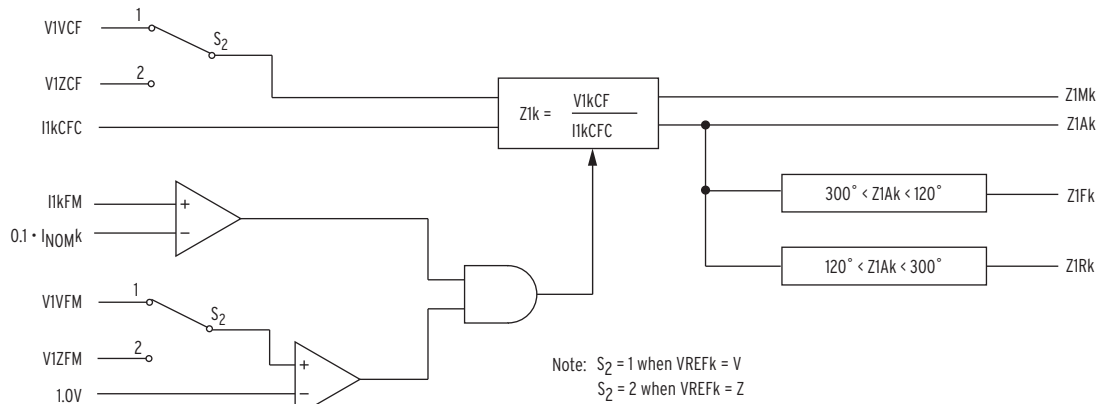 V1VCF
1
S2
2
V1ZCF
I1kCFC
Z1k = V1kCF / I1kCFC
Z1Mk
Z1Ak
300° < Z1Ak < 120°
Z1Fk
120° < Z1Ak < 300°
Z1Rk
I1kFM
+
0.1 • INOMk
–
V1VFM
1
S2
2
V1ZFM
+
1.0V
–
Note: S2 = 1 when VREFk = V
S2 = 2 when VREFk = Z